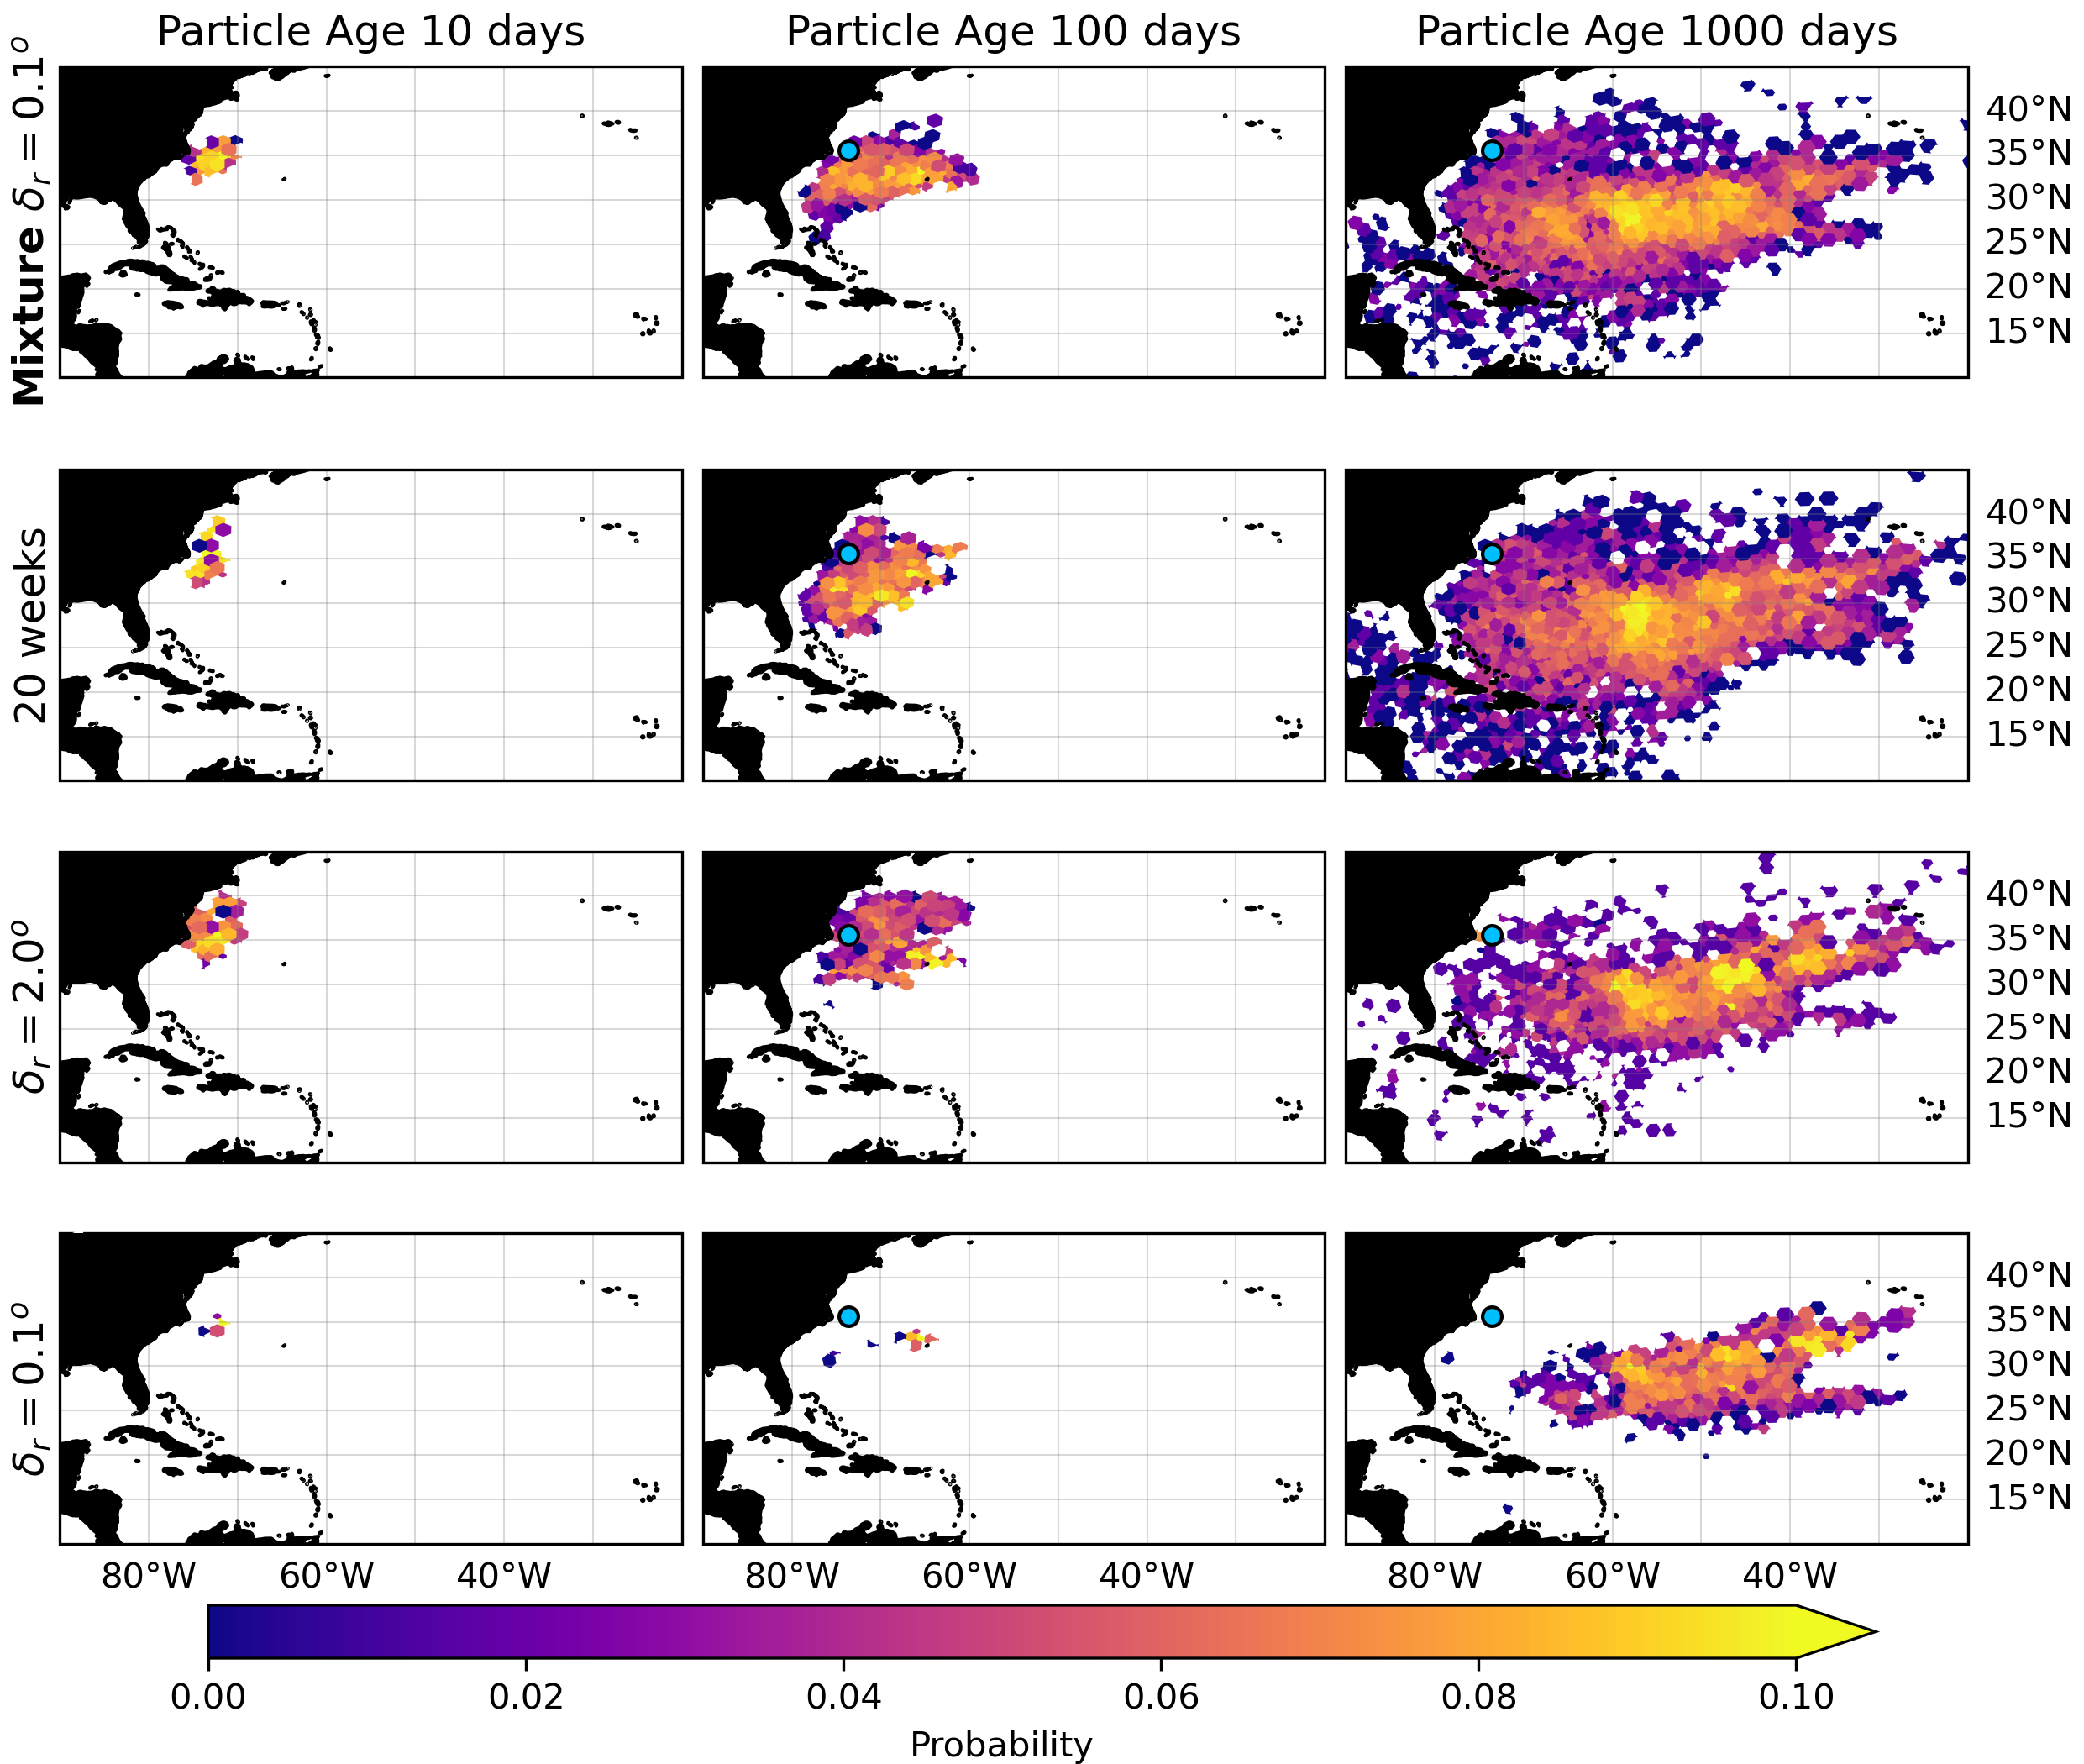 Particle Age 10 days Particle Age 100 days Particle Age 1000 days
Mixture δr = 0.1o
40°N
35°N
30°N
25°N
20°N
15°N
20 weeks
40°N
35°N
30°N
25°N
20°N
15°N
δr = 2.0o
40°N
35°N
30°N
25°N
20°N
15°N
δr = 0.1o
40°N
35°N
30°N
25°N
20°N
15°N
80°W 60°W 40°W 80°W 60°W 40°W 80°W 60°W 40°W
0.00 0.02 0.04 0.06 0.08 0.10
Probability